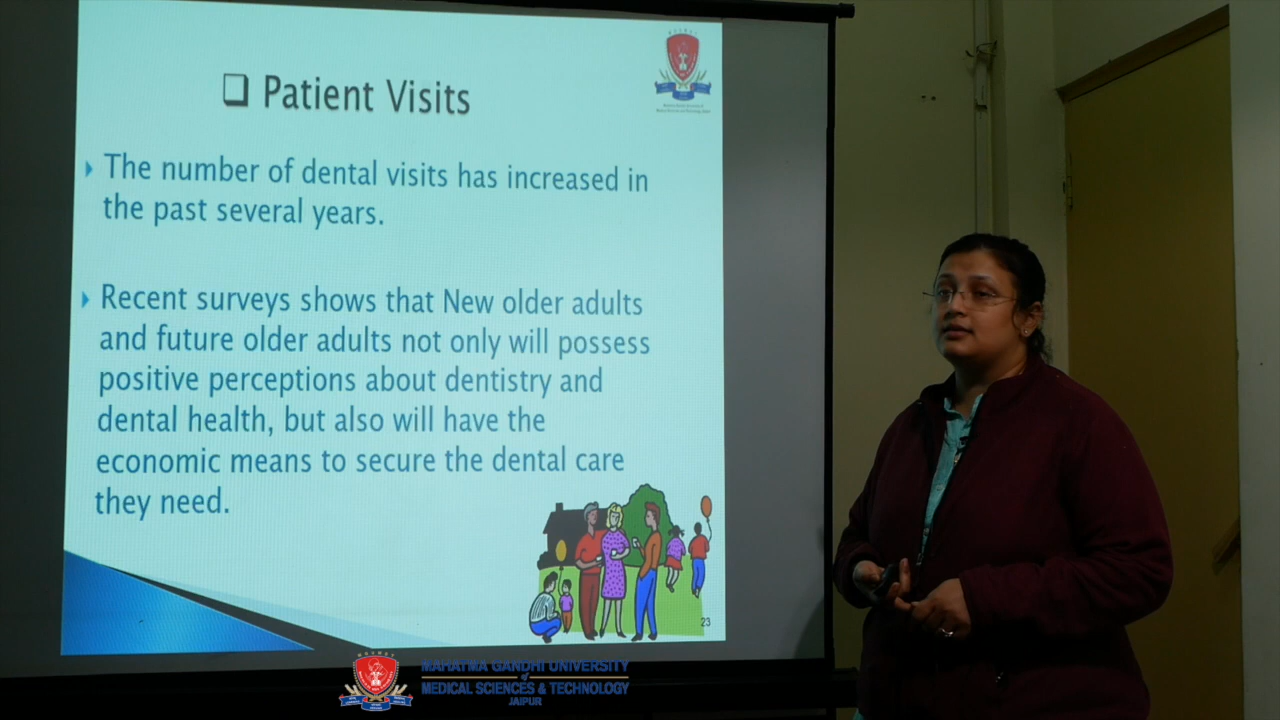 ❑ Patient Visits
The number of dental visits has increased in
the past several years.
Recent surveys shows that New older adults
and future older adults not only will possess
positive perceptions about dentistry and
dental health, but also will have the
economic means to secure the dental care
they need.
23
MAHATMA GANDHI UNIVERSITY
of
MEDICAL SCIENCES & TECHNOLOGY
JAIPUR